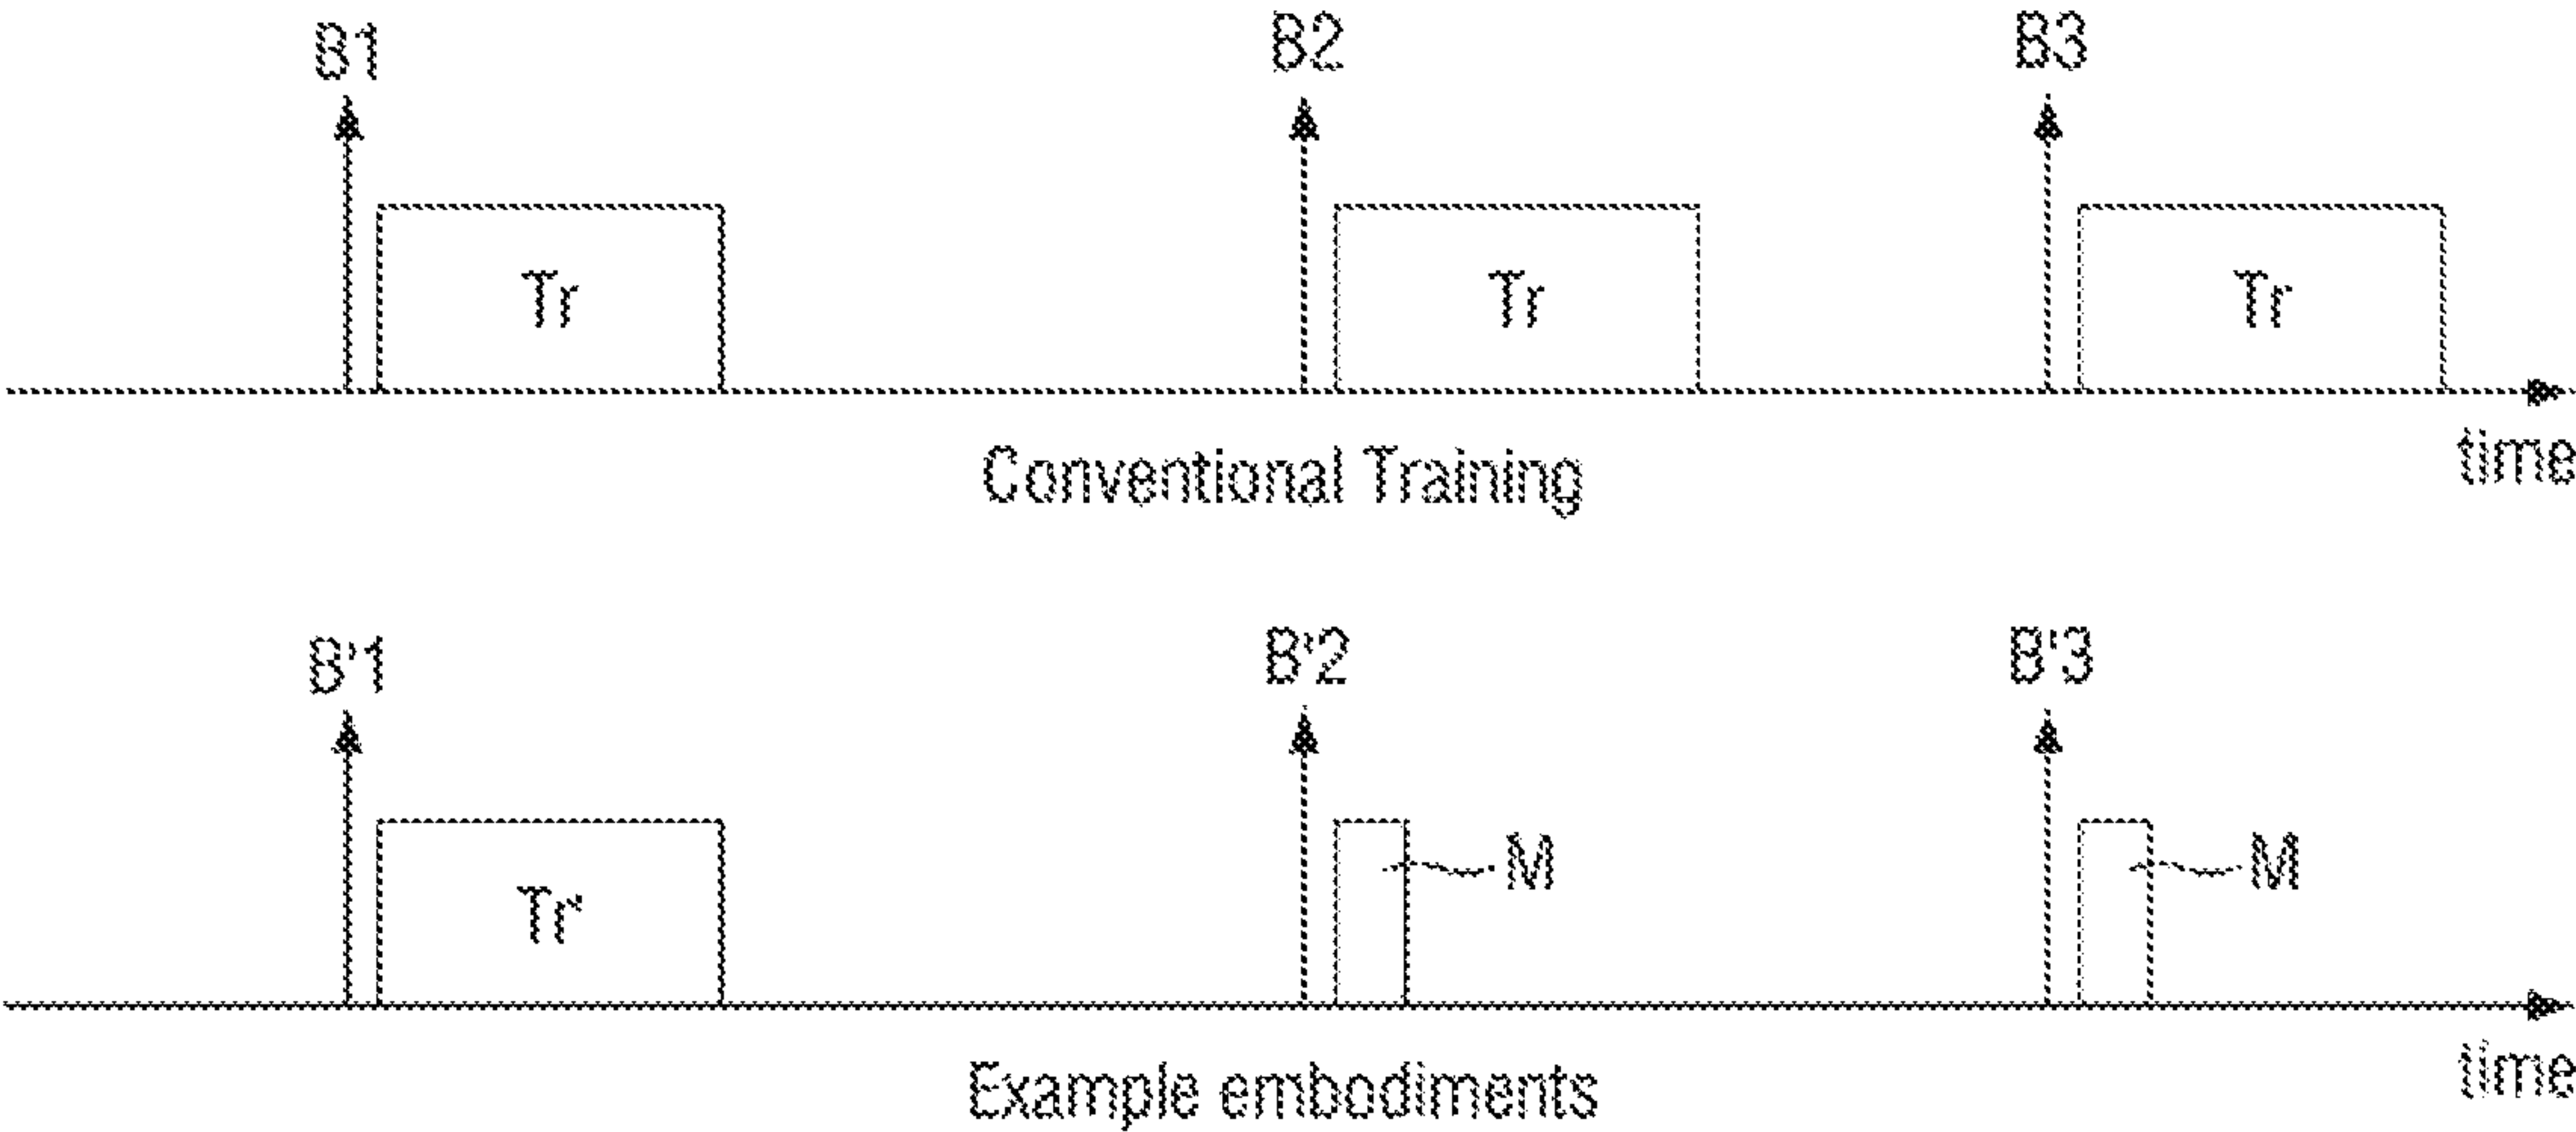 B1
B2
B3
Tr
Tr
Tr
time
Conventional Training
B'1
B'2
B'3
Tr'
M
M
time
Example embodiments